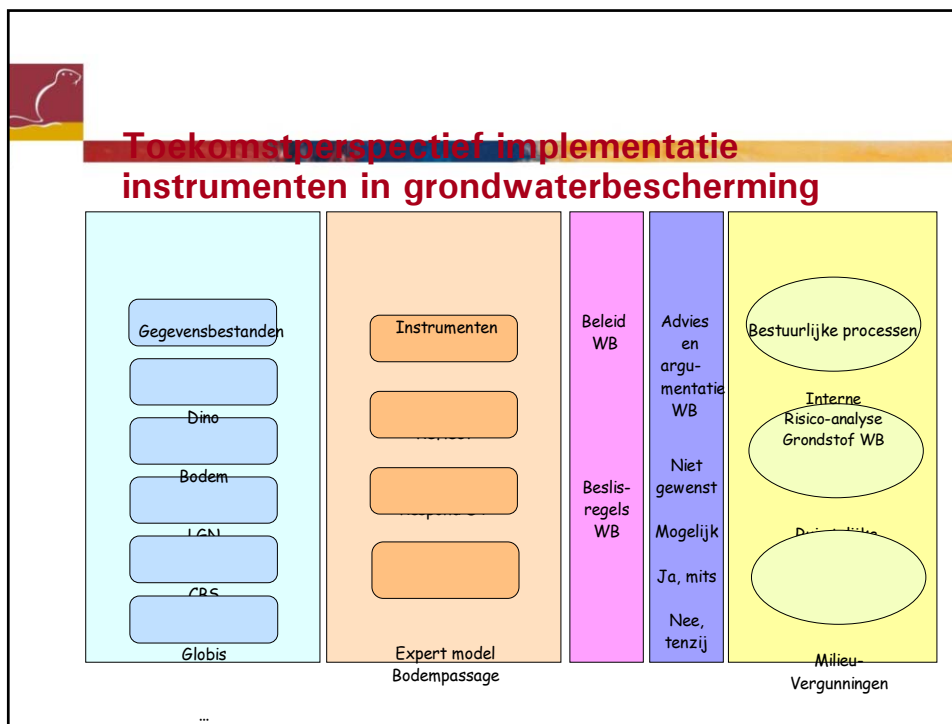 Toekomstperspectief implementatie
instrumenten in grondwaterbescherming
Gegevensbestanden
Dino
Bodem
LGN
CBS
Globis
...
Instrumenten
Expert model
Bodempassage
Beleid
WB
Beslis-
regels
WB
Advies
en
argu-
mentatie
WB
Niet
gewenst
Mogelijk
Ja, mits
Nee,
tenzij
Bestuurlijke processen
Interne
Risico-analyse
Grondstof WB
Milieu-
Vergunningen